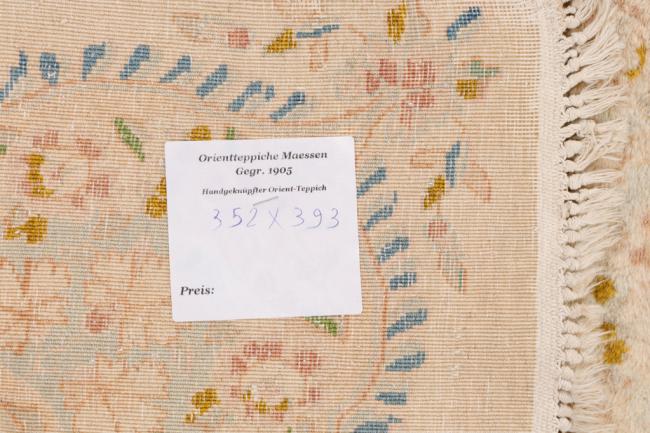 Orientteppiche Maessen
Gegr. 1905
Handgeknüpfter Orient-Teppich
352 X 393
Preis: